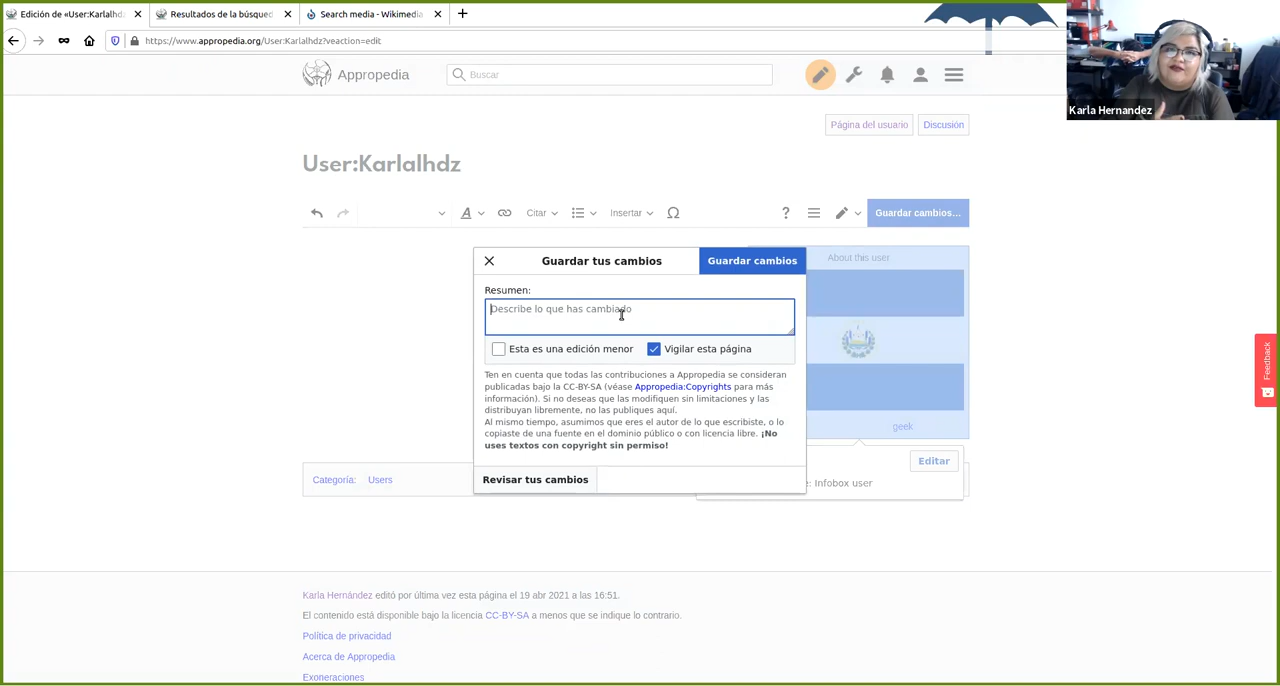 Edición de «User:Karlalhd
Resultados de la búsqued
Search media - Wikimedia
https://www.appropedia.org/User:Karlalhdz?veaction=edit
Karla Hernandez
Appropedia
Buscar
Página del usuario
Discusión
User:Karlalhdz
A
Citar
Insertar
Ω
?
Guardar cambios...
Guardar tus cambios
Guardar cambios
About this user
Resumen:
Describe lo que has cambiado
Esta es una edición menor
Vigilar esta página
Feedback
Ten en cuenta que todas las contribuciones a Appropedia se consideran
publicadas bajo la CC-BY-SA (véase Appropedia:Copyrights para más
información). Si no deseas que las modifiquen sin limitaciones y las
distribuyan libremente, no las publiques aquí.
Al mismo tiempo, asumimos que eres el autor de lo que escribiste, o lo
copiaste de una fuente en el dominio público o con licencia libre. ¡No
uses textos con copyright sin permiso!
geek
Editar
Revisar tus cambios
: Infobox user
Categoría: Users
Karla Hernández editó por última vez esta página el 19 abr 2021 a las 16:51.
El contenido está disponible bajo la licencia CC-BY-SA a menos que se indique lo contrario.
Política de privacidad
Acerca de Appropedia
Exoneraciones